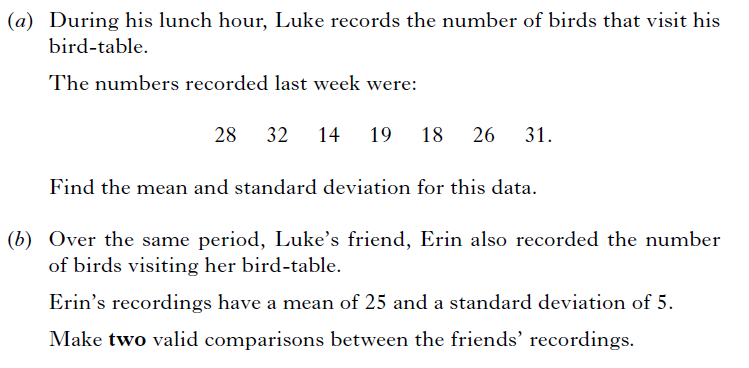 (a) During his lunch hour, Luke records the number of birds that visit his
bird-table.
The numbers recorded last week were:
28 32 14 19 18 26 31.
Find the mean and standard deviation for this data.
(b) Over the same period, Luke's friend, Erin also recorded the number
of birds visiting her bird-table.
Erin's recordings have a mean of 25 and a standard deviation of 5.
Make two valid comparisons between the friends' recordings.